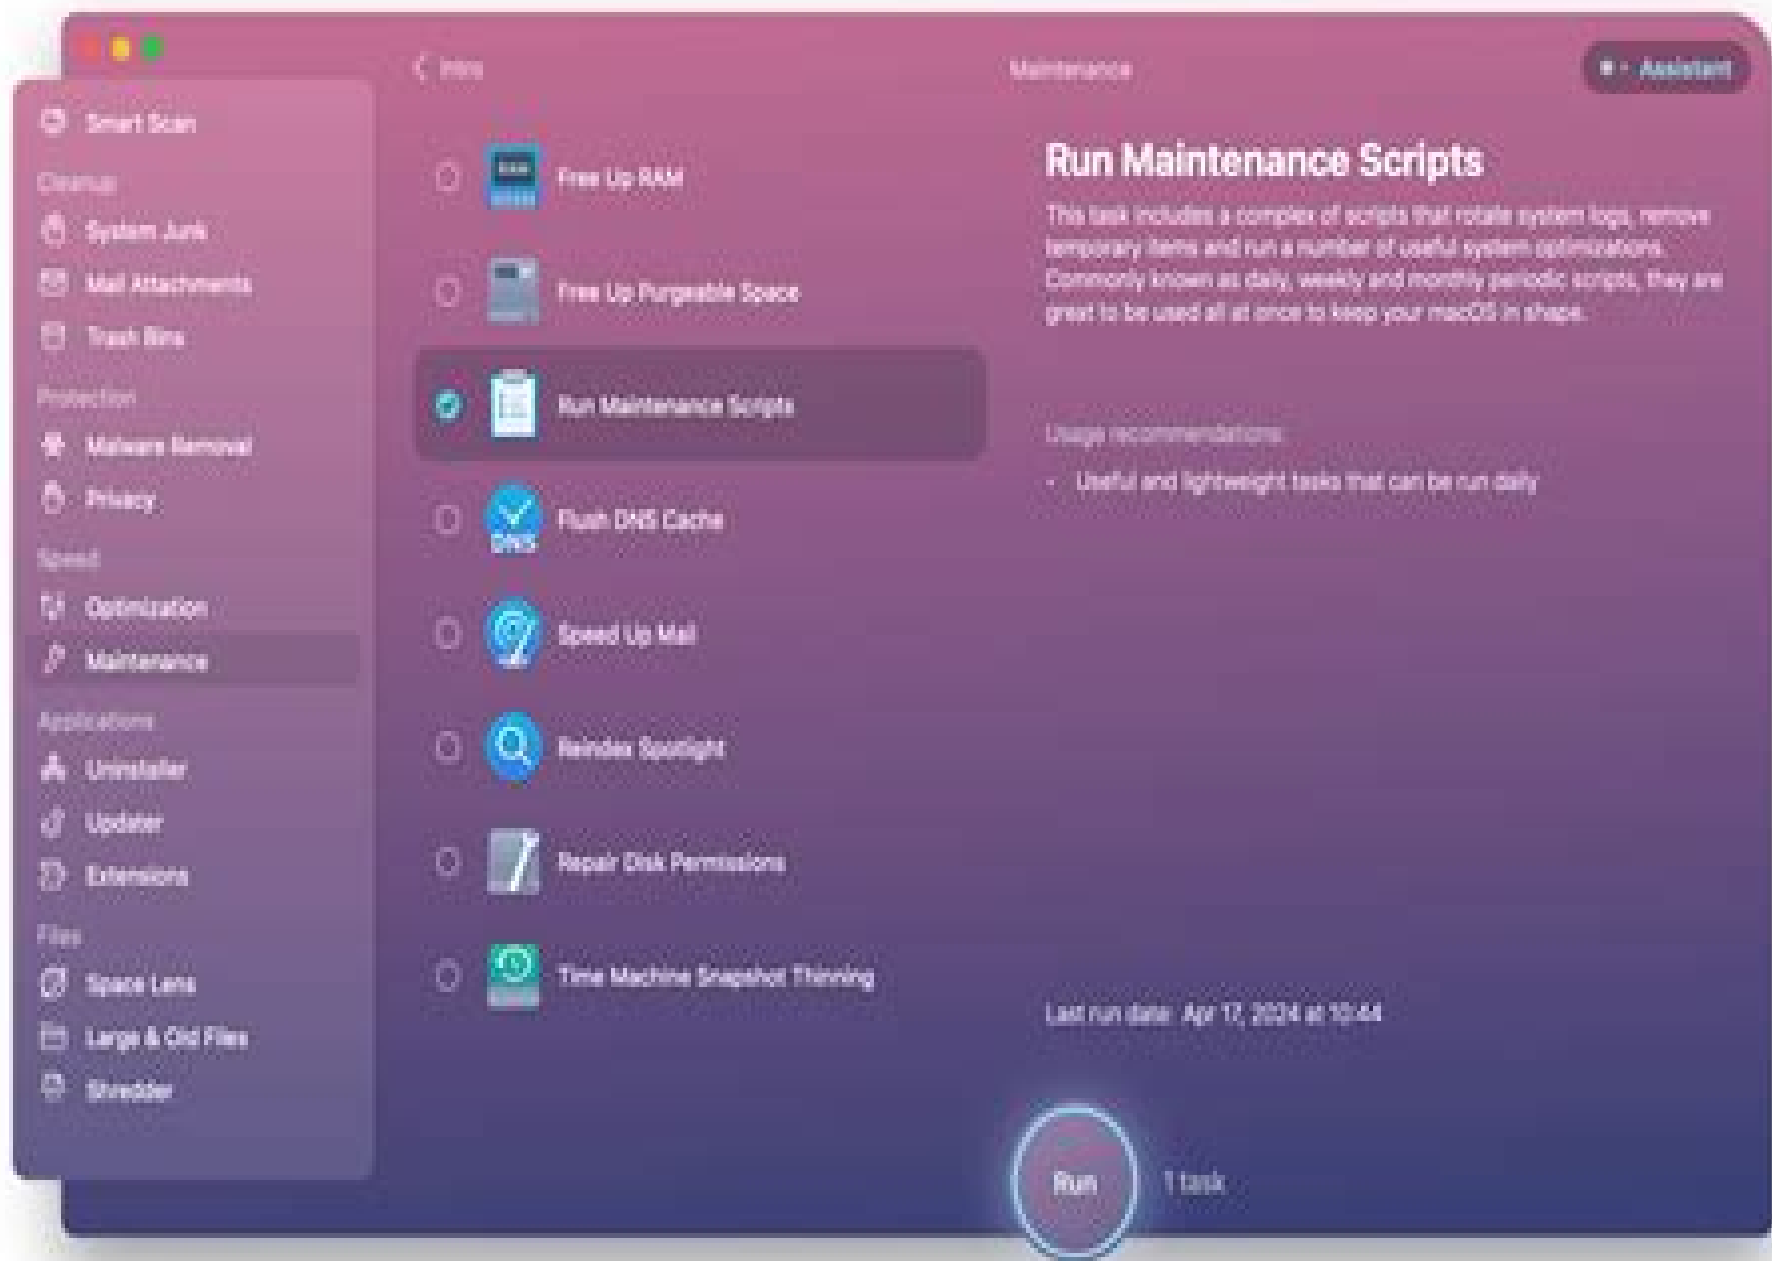 Smart Scan
Cleanup
System Junk
Mail Attachments
Trash Bins
Protection
Malware Removal
Privacy
Speed
Optimization
Maintenance
Applications
Uninstaller
Updater
Extensions
Files
Space Lens
Large & Old Files
Shredder
Intro
Free Up RAM
Free Up Purgeable Space
Run Maintenance Scripts
DNS
Flush DNS Cache
Speed Up Mail
Reindex Spotlight
Repair Disk Permissions
Time Machine Snapshot Thinning
Maintenance
Assistant
Run Maintenance Scripts
This task includes a complex of scripts that rotate system logs, remove
temporary items and run a number of useful system optimizations.
Commonly known as daily, weekly and monthly periodic scripts, they are
great to be used all at once to keep your macOS in shape.
Usage recommendations:
• Useful and lightweight tasks that can be run daily
Last run date: Apr 17, 2024 at 10:44
Run
1 task